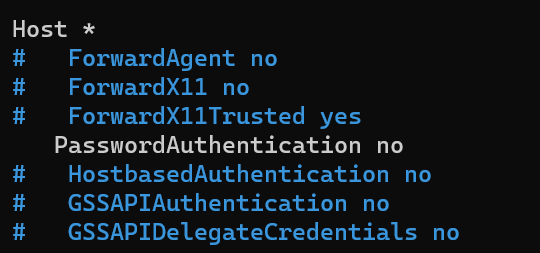 Host *
#   ForwardAgent no
#   ForwardX11 no
#   ForwardX11Trusted yes
   PasswordAuthentication no
#   HostbasedAuthentication no
#   GSSAPIAuthentication no
#   GSSAPIDelegateCredentials no